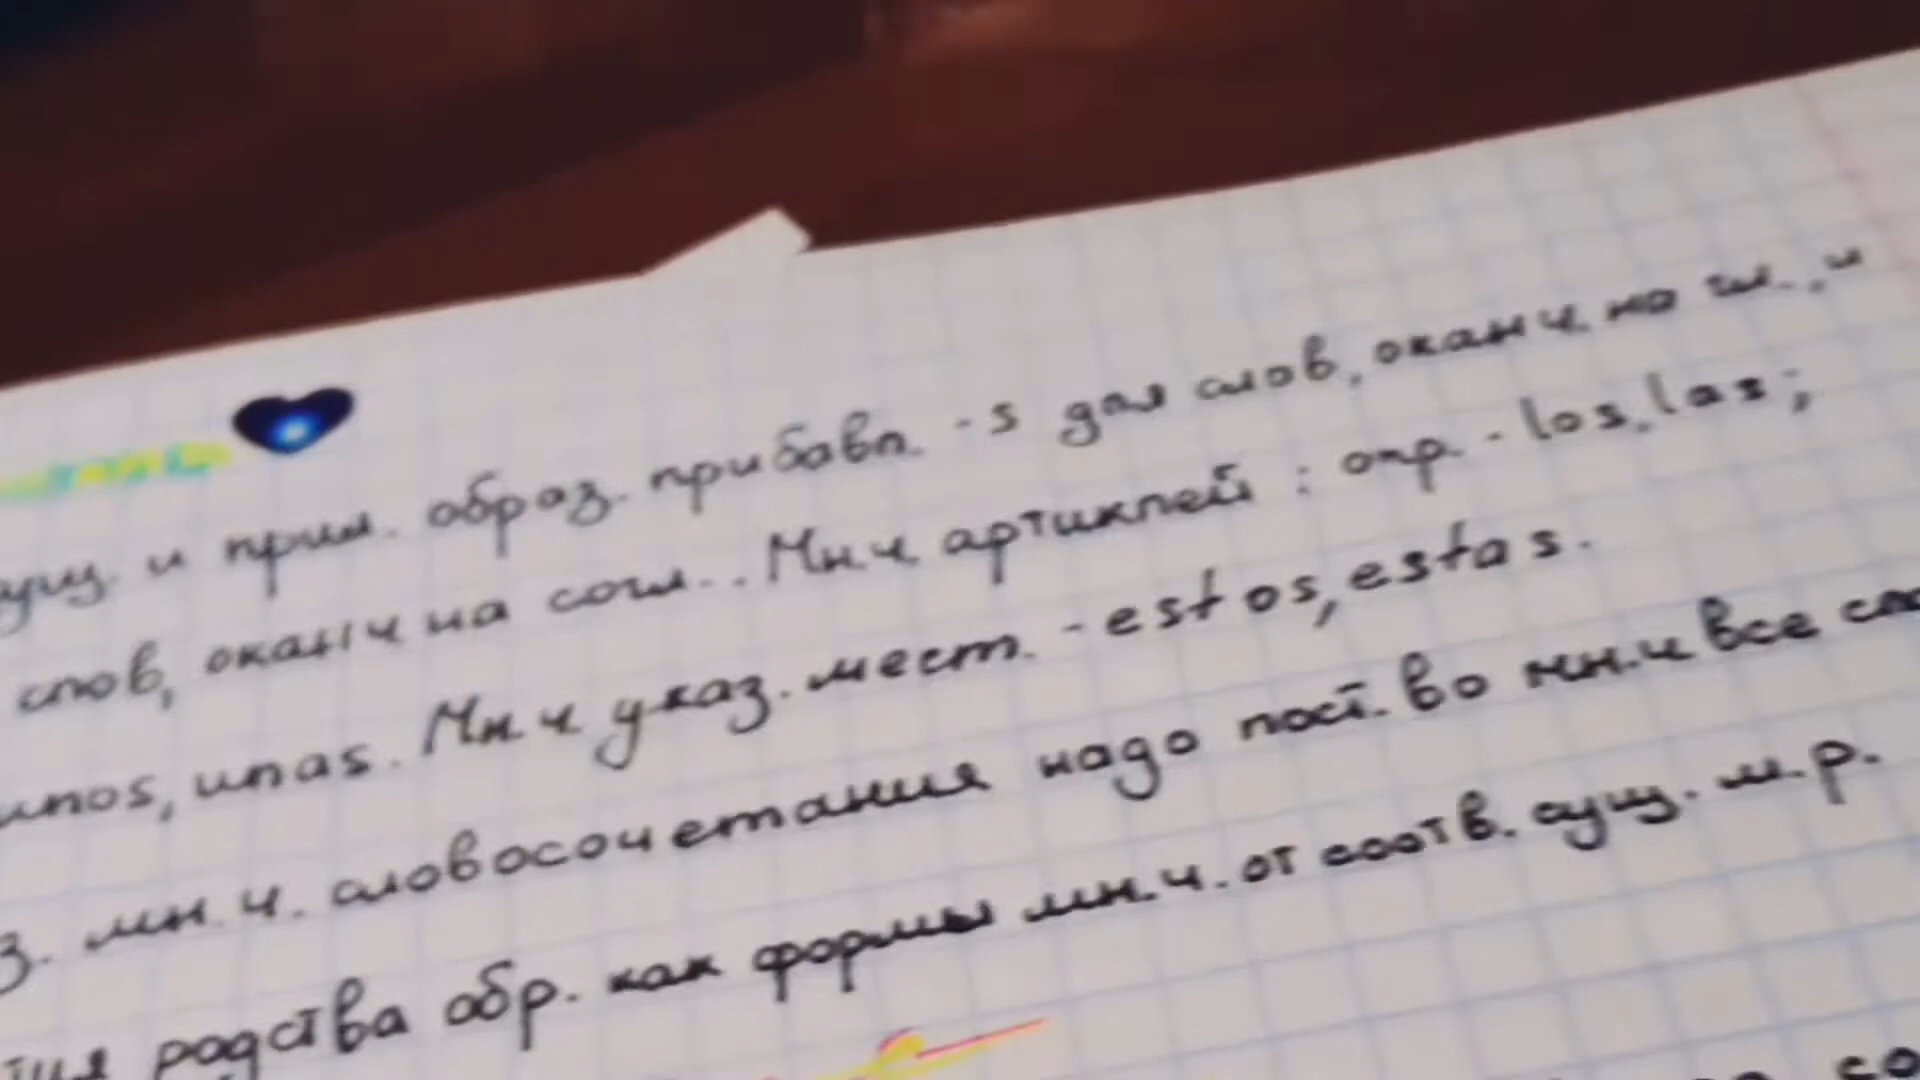 и прил. образ. прибавл. -s для слов, оканч. на гл., и
слов, оканч на согл.. Мн.ч артиклей: опр. - los, las;
unos, unas. Мн.ч указ. мест. - estos, estas.
мн.ч. словосочетания надо пост. во мн.ч все
родства обр. как формы мн.ч. от соотв. сущ. м.р.